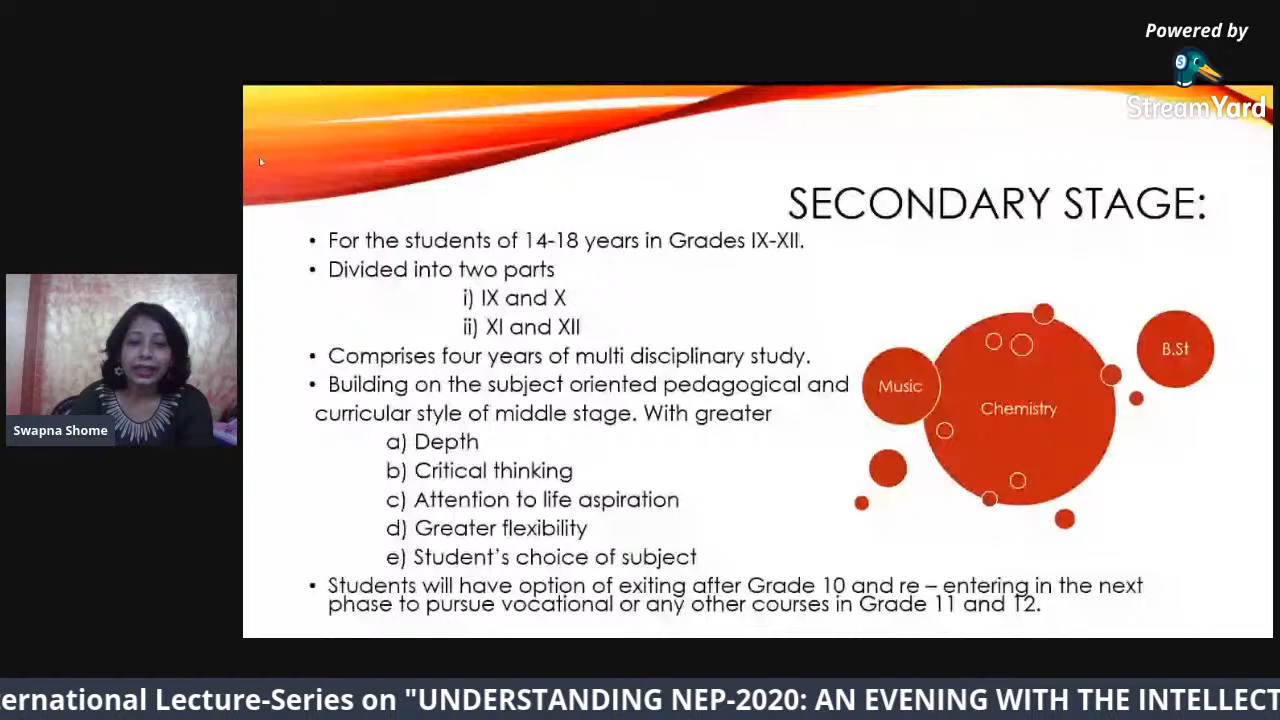 Powered by
StreamYard
SECONDARY STAGE:
• For the students of 14-18 years in Grades IX-XII.
• Divided into two parts
i) IX and X
ii) XI and XII
• Comprises four years of multi disciplinary study.
• Building on the subject oriented pedagogical and
curricular style of middle stage. With greater
a) Depth
b) Critical thinking
c) Attention to life aspiration
d) Greater flexibility
e) Student's choice of subject
• Students will have option of exiting after Grade 10 and re – entering in the next
phase to pursue vocational or any other courses in Grade 11 and 12.
Music
Chemistry
B.St
Swapna Shome
ernational Lecture-Series on "UNDERSTANDING NEP-2020: AN EVENING WITH THE INTELLECT